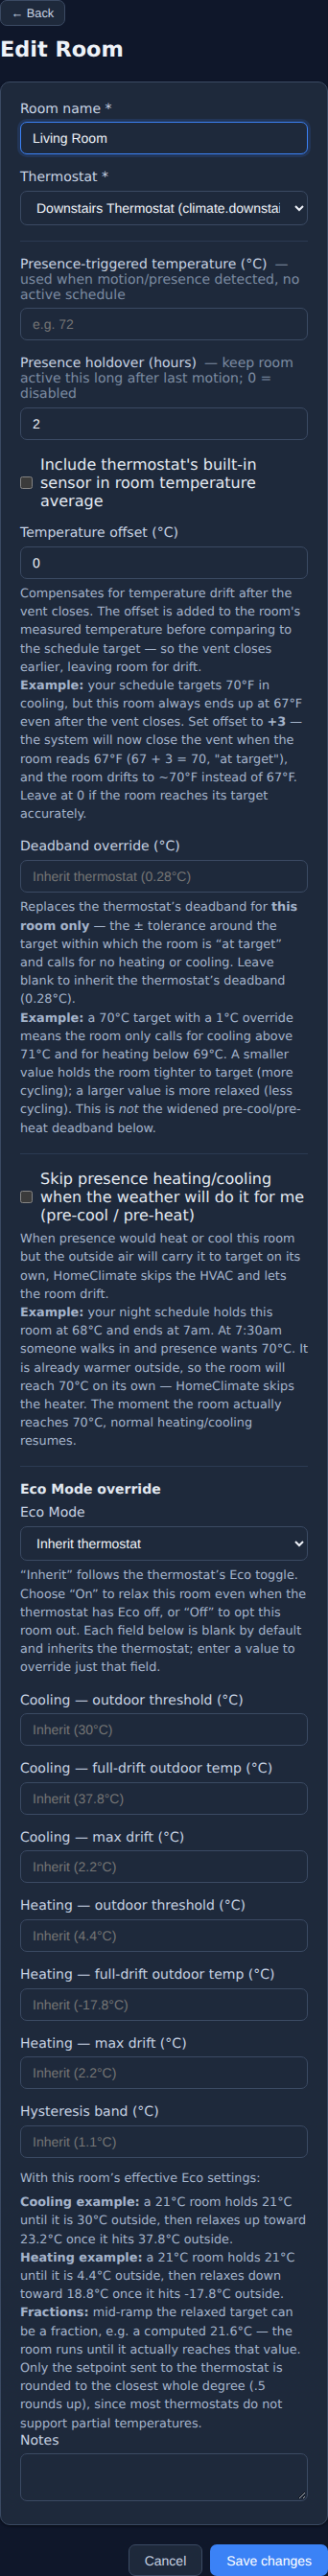 ← Back
Edit Room
Room name *
Living Room
Thermostat *
Downstairs Thermostat (climate.downstai
Presence-triggered temperature (°C) —
used when motion/presence detected, no
active schedule
e.g. 72
Presence holdover (hours) — keep room
active this long after last motion; 0 =
disabled
2
Include thermostat's built-in
sensor in room temperature
average
Temperature offset (°C)
0
Compensates for temperature drift after the
vent closes. The offset is added to the room's
measured temperature before comparing to
the schedule target — so the vent closes
earlier, leaving room for drift.
Example: your schedule targets 70°F in
cooling, but this room always ends up at 67°F
even after the vent closes. Set offset to +3 —
the system will now close the vent when the
room reads 67°F (67 + 3 = 70, "at target"),
and the room drifts to ~70°F instead of 67°F.
Leave at 0 if the room reaches its target
accurately.
Deadband override (°C)
Inherit thermostat (0.28°C)
Replaces the thermostat’s deadband for this
room only — the ± tolerance around the
target within which the room is “at target”
and calls for no heating or cooling. Leave
blank to inherit the thermostat’s deadband
(0.28°C).
Example: a 70°C target with a 1°C override
means the room only calls for cooling above
71°C and for heating below 69°C. A smaller
value holds the room tighter to target (more
cycling); a larger value is more relaxed (less
cycling). This is not the widened pre-cool/pre-
heat deadband below.
Skip presence heating/cooling
when the weather will do it for me
(pre-cool / pre-heat)
When presence would heat or cool this room
but the outside air will carry it to target on its
own, HomeClimate skips the HVAC and lets
the room drift.
Example: your night schedule holds this
room at 68°C and ends at 7am. At 7:30am
someone walks in and presence wants 70°C. It
is already warmer outside, so the room will
reach 70°C on its own — HomeClimate skips
the heater. The moment the room actually
reaches 70°C, normal heating/cooling
resumes.
Eco Mode override
Eco Mode
Inherit thermostat
“Inherit” follows the thermostat’s Eco toggle.
Choose “On” to relax this room even when the
thermostat has Eco off, or “Off” to opt this
room out. Each field below is blank by default
and inherits the thermostat; enter a value to
override just that field.
Cooling — outdoor threshold (°C)
Inherit (30°C)
Cooling — full-drift outdoor temp (°C)
Inherit (37.8°C)
Cooling — max drift (°C)
Inherit (2.2°C)
Heating — outdoor threshold (°C)
Inherit (4.4°C)
Heating — full-drift outdoor temp (°C)
Inherit (-17.8°C)
Heating — max drift (°C)
Inherit (2.2°C)
Hysteresis band (°C)
Inherit (1.1°C)
With this room’s effective Eco settings:
Cooling example: a 21°C room holds 21°C
until it is 30°C outside, then relaxes up toward
23.2°C once it hits 37.8°C outside.
Heating example: a 21°C room holds 21°C
until it is 4.4°C outside, then relaxes down
toward 18.8°C once it hits -17.8°C outside.
Fractions: mid-ramp the relaxed target can
be a fraction, e.g. a computed 21.6°C — the
room runs until it actually reaches that value.
Only the setpoint sent to the thermostat is
rounded to the closest whole degree (.5
rounds up), since most thermostats do not
support partial temperatures.
Notes
Cancel
Save changes